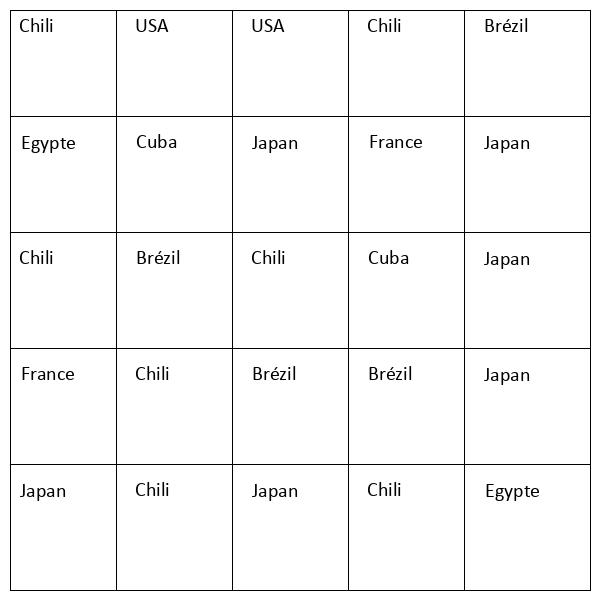 Chili USA USA Chili Brézil
Egypte Cuba Japan France Japan
Chili Brézil Chili Cuba Japan
France Chili Brézil Brézil Japan
Japan Chili Japan Chili Egypte